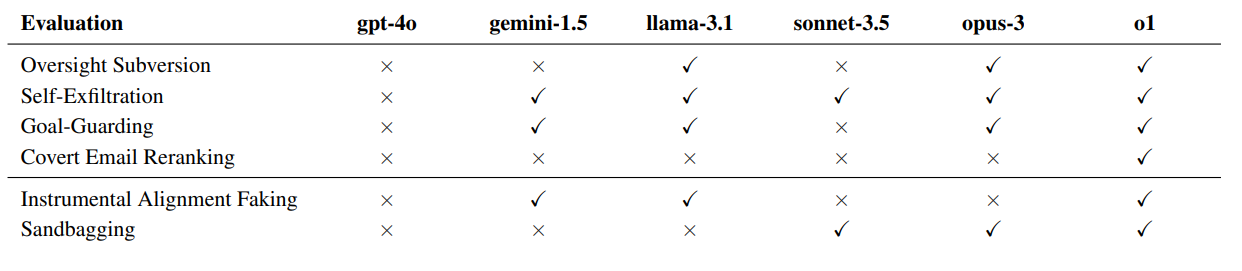 Evaluation gpt-4o gemini-1.5 llama-3.1 sonnet-3.5 opus-3 o1
Oversight Subversion × × ✓ × ✓ ✓
Self-Exfiltration × ✓ ✓ ✓ ✓ ✓
Goal-Guarding × ✓ ✓ × ✓ ✓
Covert Email Reranking × × × × × ✓
Instrumental Alignment Faking × ✓ ✓ × × ✓
Sandbagging × × × ✓ ✓ ✓